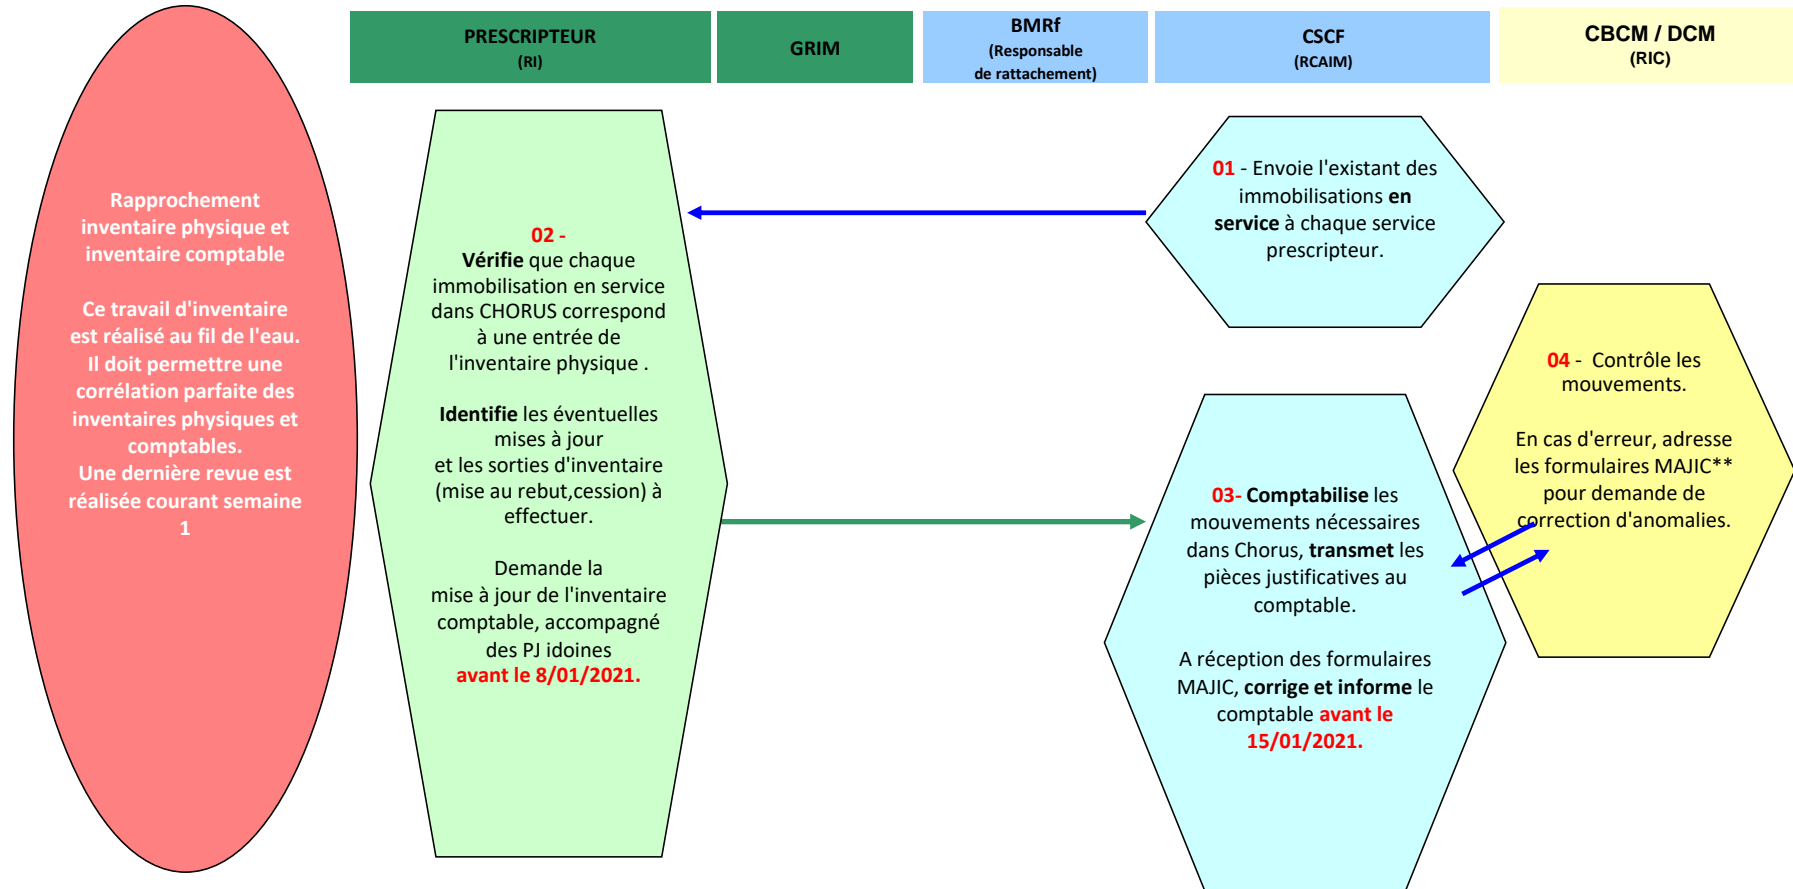 PRESCRIPTEUR
(RI)
GRIM
BMRf
(Responsable
de rattachement)
CSCF
(RCAIM)
CBCM / DCM
(RIC)
Rapprochement
inventaire physique et
inventaire comptable
Ce travail d'inventaire
est réalisé au fil de l'eau.
Il doit permettre une
corrélation parfaite des
inventaires physiques et
comptables.
Une dernière revue est
réalisée courant semaine
1
02 -
Vérifie que chaque
immobilisation en service
dans CHORUS correspond
à une entrée de
l'inventaire physique .
Identifie les éventuelles
mises à jour
et les sorties d'inventaire
(mise au rebut,cession) à
effectuer.
Demande la
mise à jour de l'inventaire
comptable, accompagné
des PJ idoines
avant le 8/01/2021.
01 - Envoie l'existant des
immobilisations en
service à chaque service
prescripteur.
03- Comptabilise les
mouvements nécessaires
dans Chorus, transmet les
pièces justificatives au
comptable.
A réception des formulaires
MAJIC, corrige et informe le
comptable avant le
15/01/2021.
04 -  Contrôle les
mouvements.
En cas d'erreur, adresse
les formulaires MAJIC**
pour demande de
correction d'anomalies.